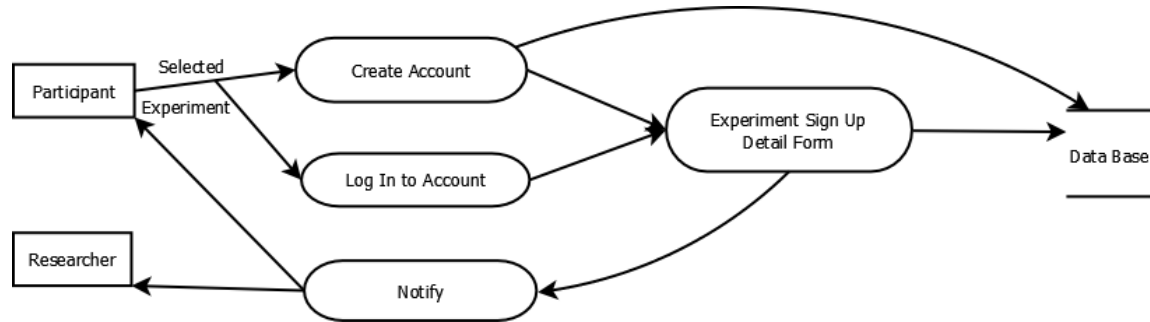 Selected
Experiment
Participant
Create Account
Log In to Account
Experiment Sign Up
Detail Form
Data Base
Researcher
Notify